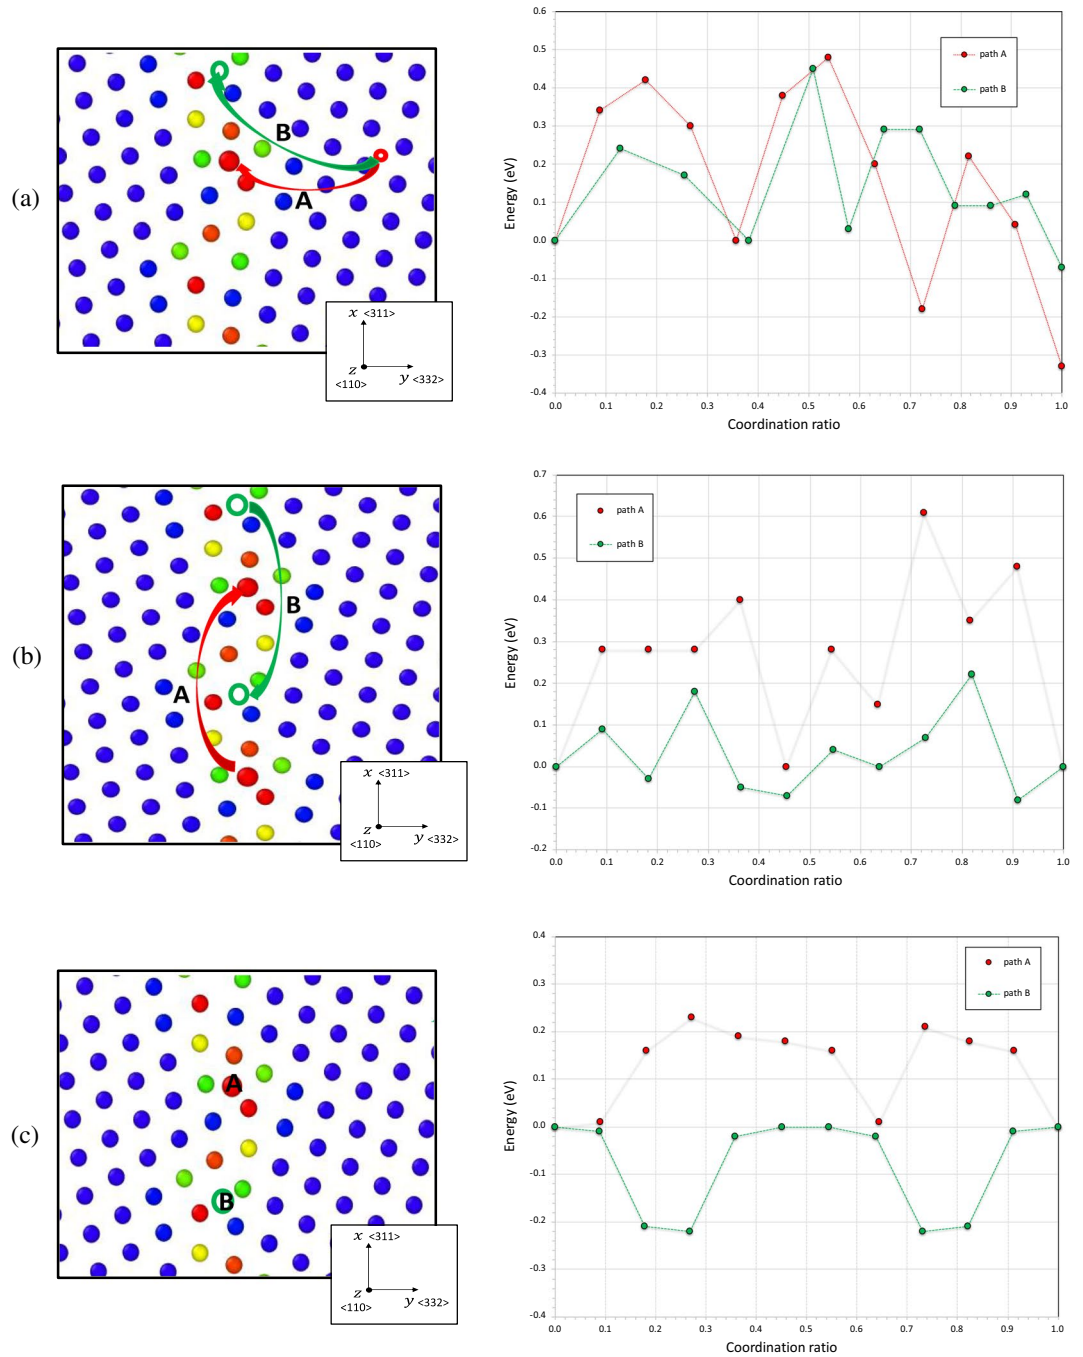 (a)
B
A
x <311>
z
<110>
y <332>
0.6
0.5
0.4
0.3
0.2
0.1
0.0
-0.1
-0.2
-0.3
-0.4
Energy (eV)
path A
path B
0.0 0.1 0.2 0.3 0.4 0.5 0.6 0.7 0.8 0.9 1.0
Coordination ratio
(b)
B
A
x <311>
z
<110>
y <332>
0.7
0.6
0.5
0.4
0.3
0.2
0.1
0.0
-0.1
-0.2
Energy (eV)
path A
path B
0.0 0.1 0.2 0.3 0.4 0.5 0.6 0.7 0.8 0.9 1.0
Coordination ratio
(c)
A
B
x <311>
z
<110>
y <332>
0.4
0.3
0.2
0.1
0.0
-0.1
-0.2
-0.3
-0.4
Energy (eV)
path A
path B
0.0 0.1 0.2 0.3 0.4 0.5 0.6 0.7 0.8 0.9 1.0
Coordination ratio